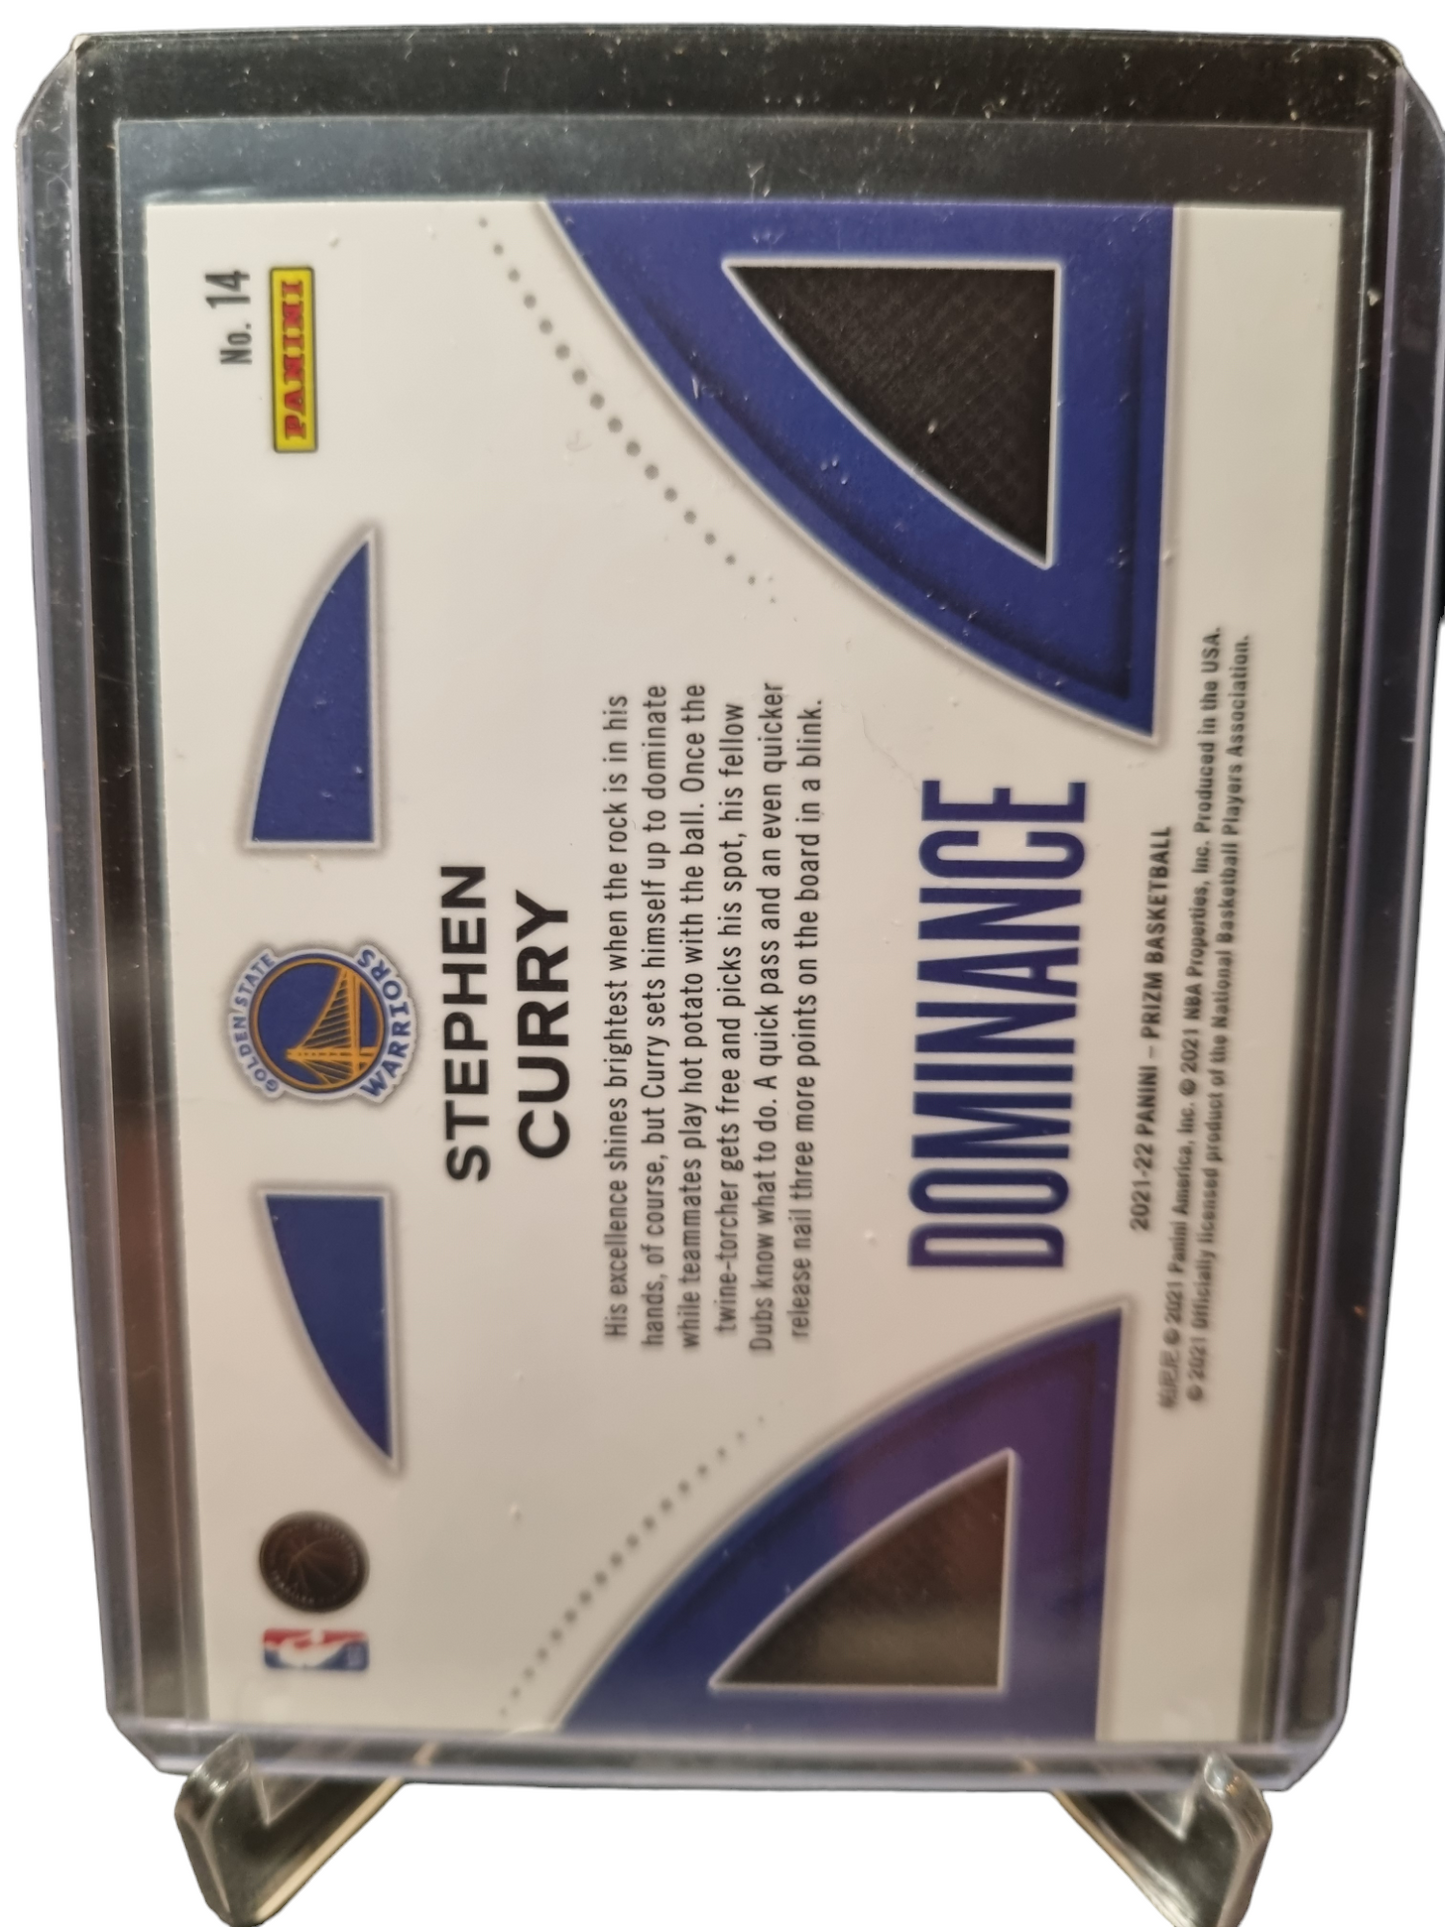 No. 14
PANINI
GOLDEN STATE
WARRIORS
STEPHEN
CURRY
His excellence shines brightest when the rock is in his
hands, of course, but Curry sets himself up to dominate
while teammates play hot potato with the ball. Once the
twine-torcher gets free and picks his spot, his fellow
Dubs know what to do. A quick pass and an even quicker
release nail three more points on the board in a blink.
DOMINANCE
2021-22 PANINI – PRIZM BASKETBALL
© 2021 Panini America, Inc. © 2021 NBA Properties, Inc. Produced in the USA.
© 2021 Officially licensed product of the National Basketball Players Association.